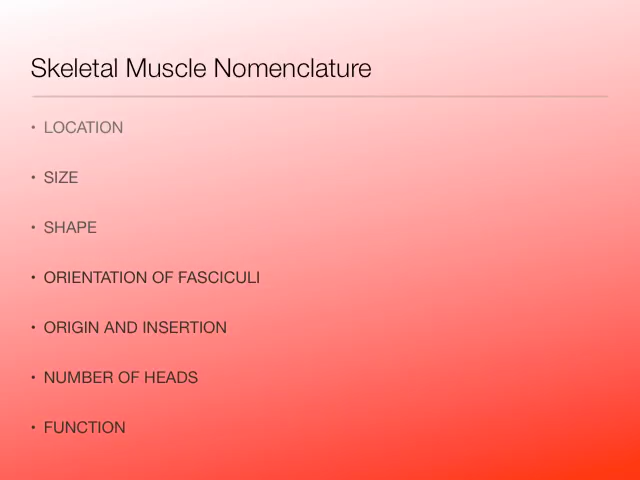 Skeletal Muscle Nomenclature
• LOCATION
• SIZE
• SHAPE
• ORIENTATION OF FASCICULI
• ORIGIN AND INSERTION
• NUMBER OF HEADS
• FUNCTION